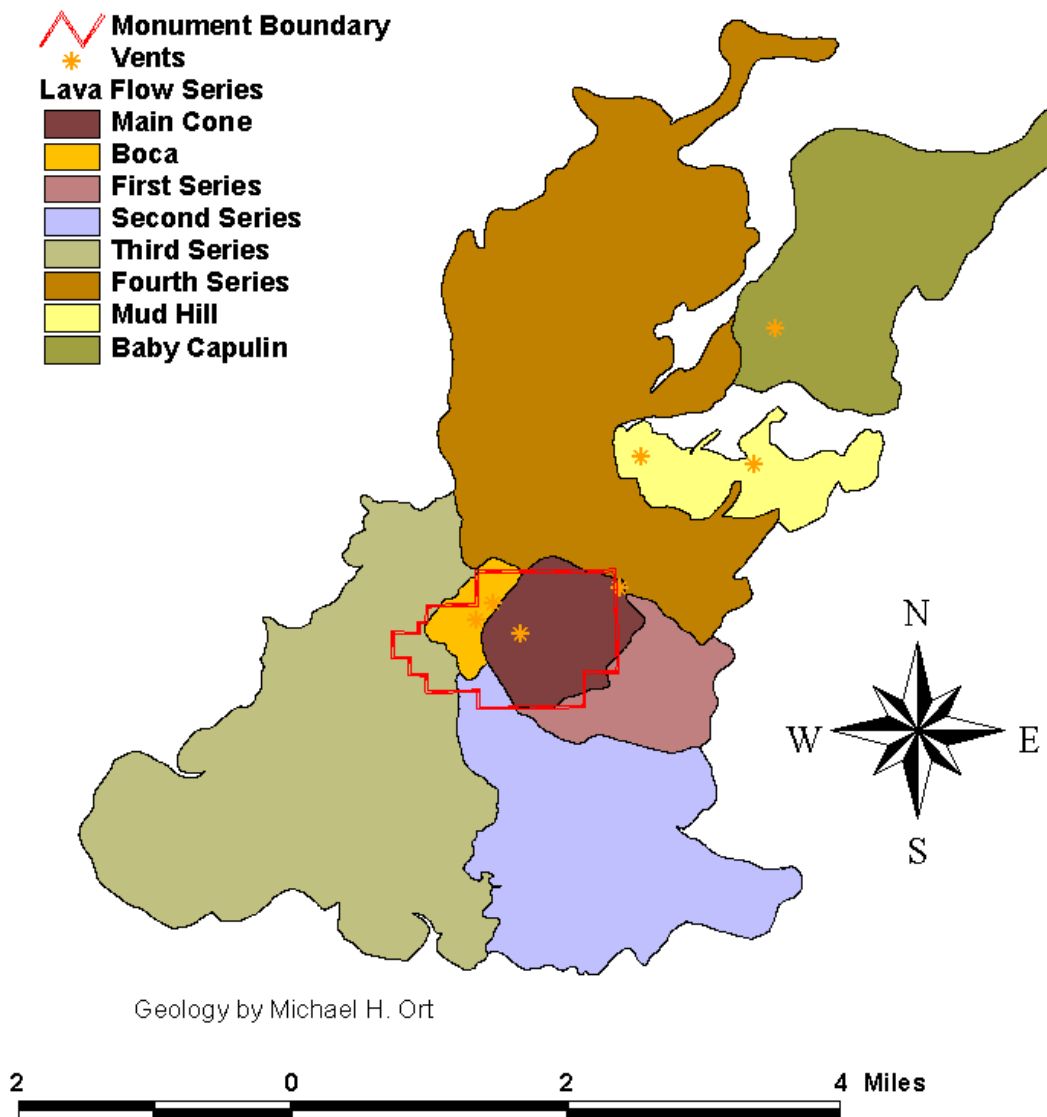 Monument Boundary
Vents
Lava Flow Series
Main Cone
Boca
First Series
Second Series
Third Series
Fourth Series
Mud Hill
Baby Capulin
N
W E
S
Geology by Michael H. Ort
2 0 2 4 Miles